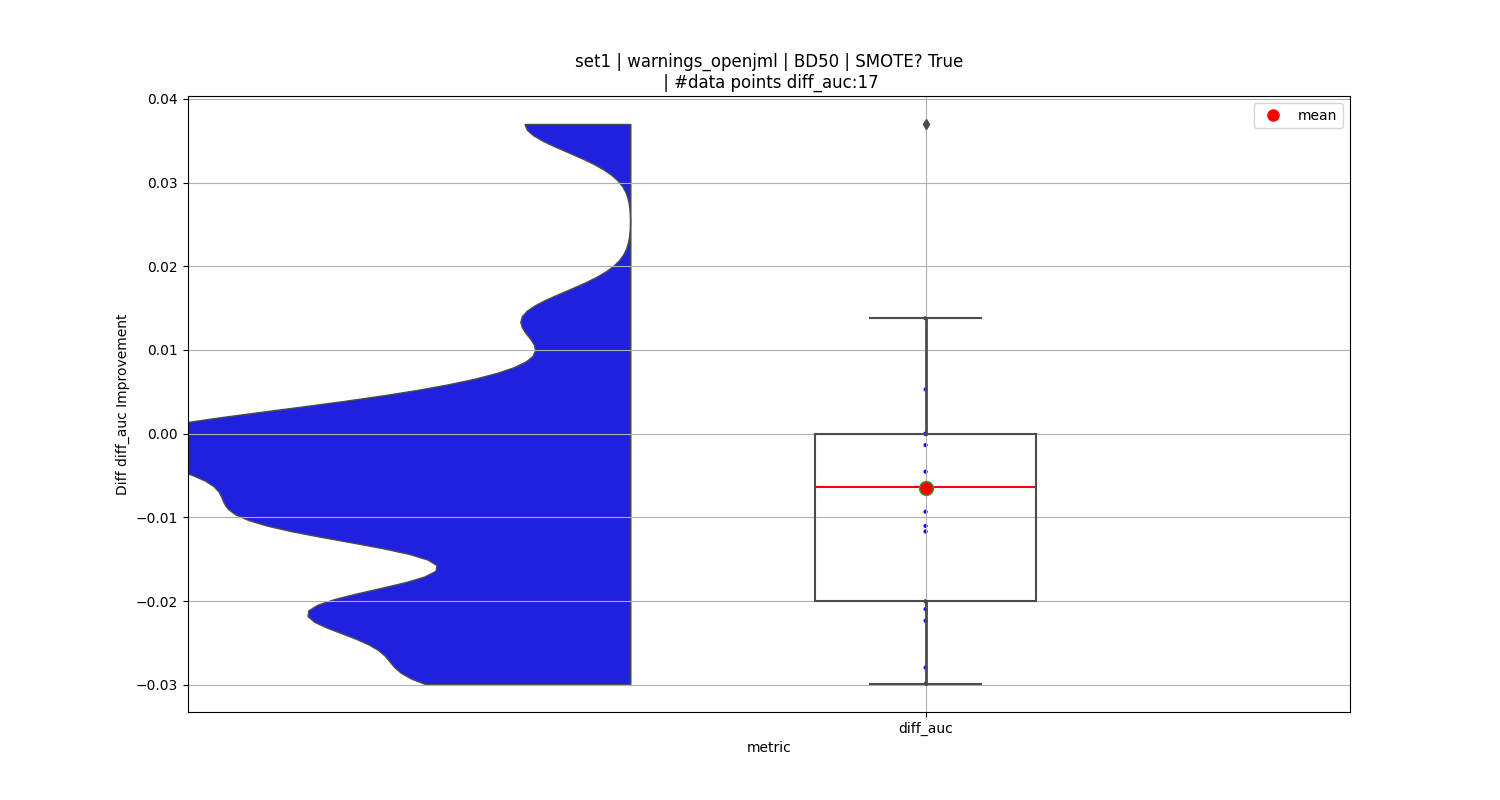 set1 | warnings_openjml | BD50 | SMOTE? True
| #data points diff_auc:17
mean
0.04
0.03
0.02
0.01
0.00
−0.01
−0.02
−0.03
Diff diff_auc Improvement
diff_auc
metric